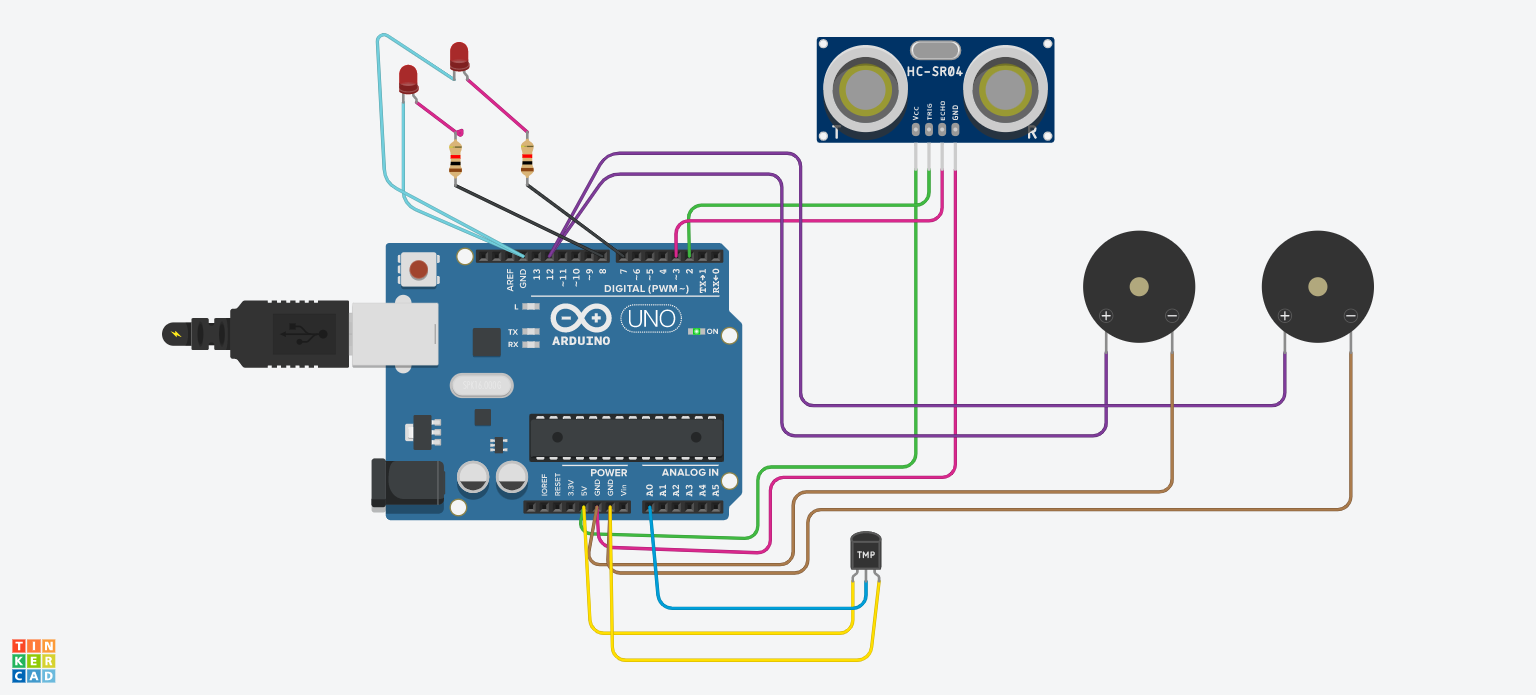 HC-SR04
VCC
TRIG
ECHO
GND
T
R
AREF
GND
13
12
~11
~10
~9
8
7
~6
~5
4
~3
2
TX→1
RX←0
DIGITAL (PWM~)
L
TX
RX
UNO
ON
ARDUINO
POWER
ANALOG IN
IOREF
RESET
3.3V
5V
GND
GND
Vin
A0
A1
A2
A3
A4
A5
TMP
TIN
KER
CAD